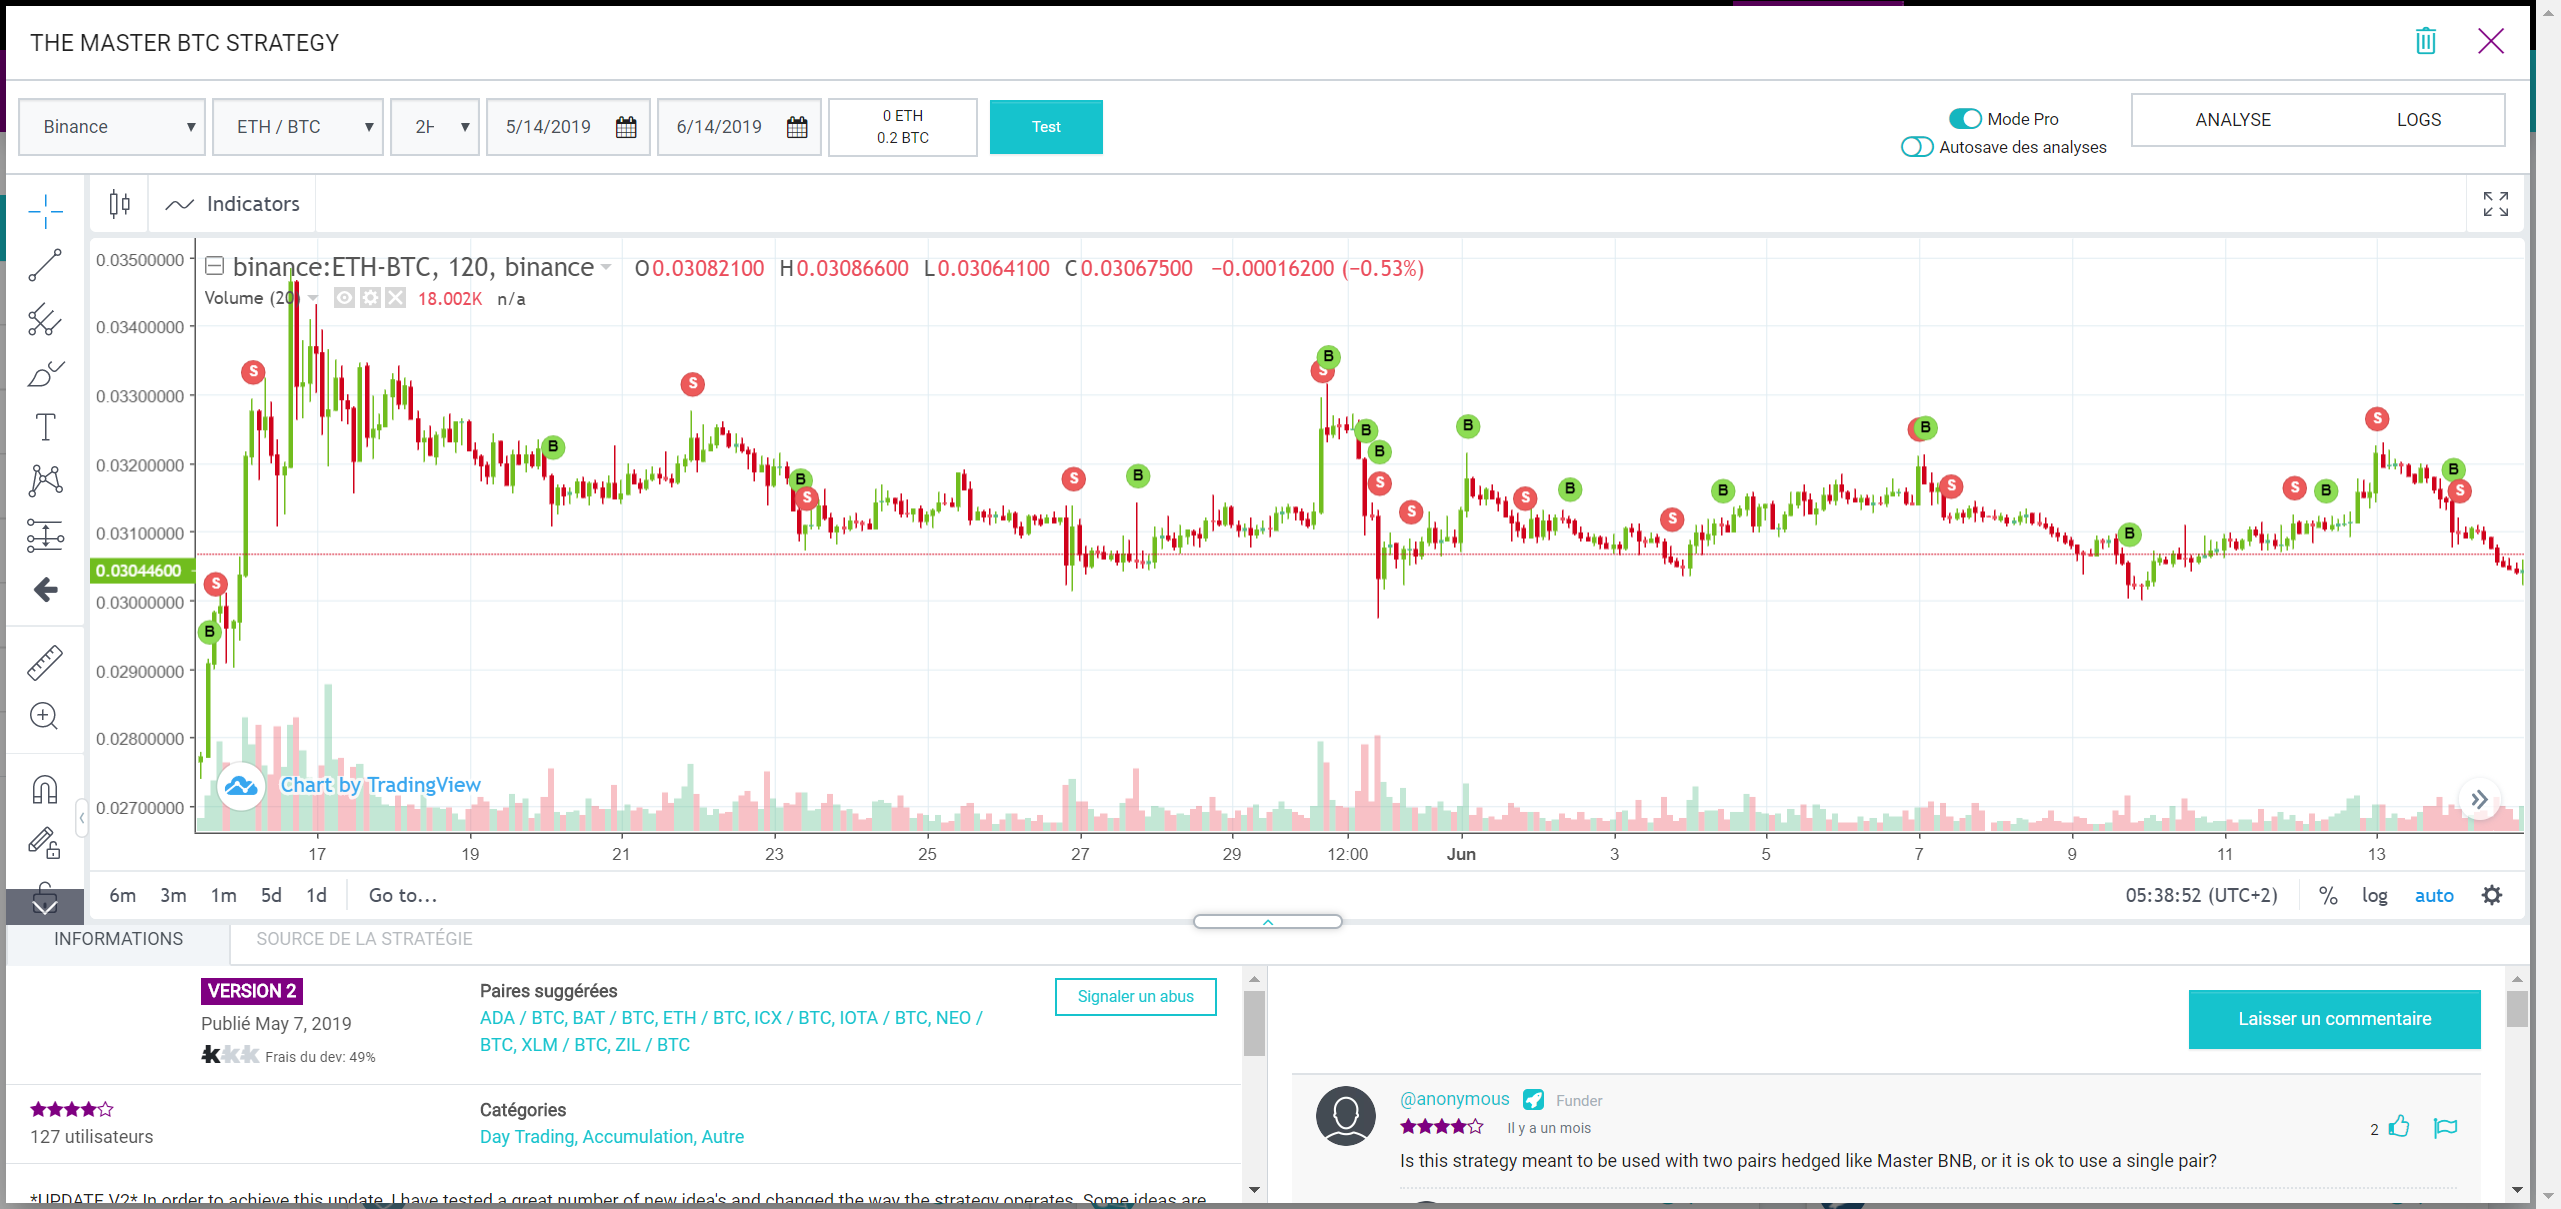 THE MASTER BTC STRATEGY
Binance
ETH / BTC
2H
5/14/2019
6/14/2019
0 ETH
0.2 BTC
Test
Mode Pro
Autosave des analyses
ANALYSE
LOGS
Indicators
binance:ETH-BTC, 120, binance
O0.03082100 H0.03086600 L0.03064100 C0.03067500 −0.00016200 (−0.53%)
Volume (20) 18.002K n/a
0.03500000
0.03400000
0.03300000
0.03200000
0.03100000
0.03044600
0.03000000
0.02900000
0.02800000
0.02700000
S
S
S
B
B
B
S
S
B
S
B
B
B
S
S
B
S
B
S
B
B
S
B
S
B
S
B
S
Chart by TradingView
17 19 21 23 25 27 29 12:00 Jun 3 5 7 9 11 13
6m 3m 1m 5d 1d Go to...
05:38:52 (UTC+2) % log auto
INFORMATIONS
SOURCE DE LA STRATÉGIE
VERSION 2
Publié May 7, 2019
Frais du dev: 49%
Paires suggérées
ADA / BTC, BAT / BTC, ETH / BTC, ICX / BTC, IOTA / BTC, NEO /
BTC, XLM / BTC, ZIL / BTC
Signaler un abus
127 utilisateurs
Catégories
Day Trading, Accumulation, Autre
*UPDATE V2* In order to achieve this update, I have tested a great number of new idea's and changed the way the strategy operates. Some ideas are
Laisser un commentaire
@anonymous Funder
Il y a un mois
2
Is this strategy meant to be used with two pairs hedged like Master BNB, or it is ok to use a single pair?